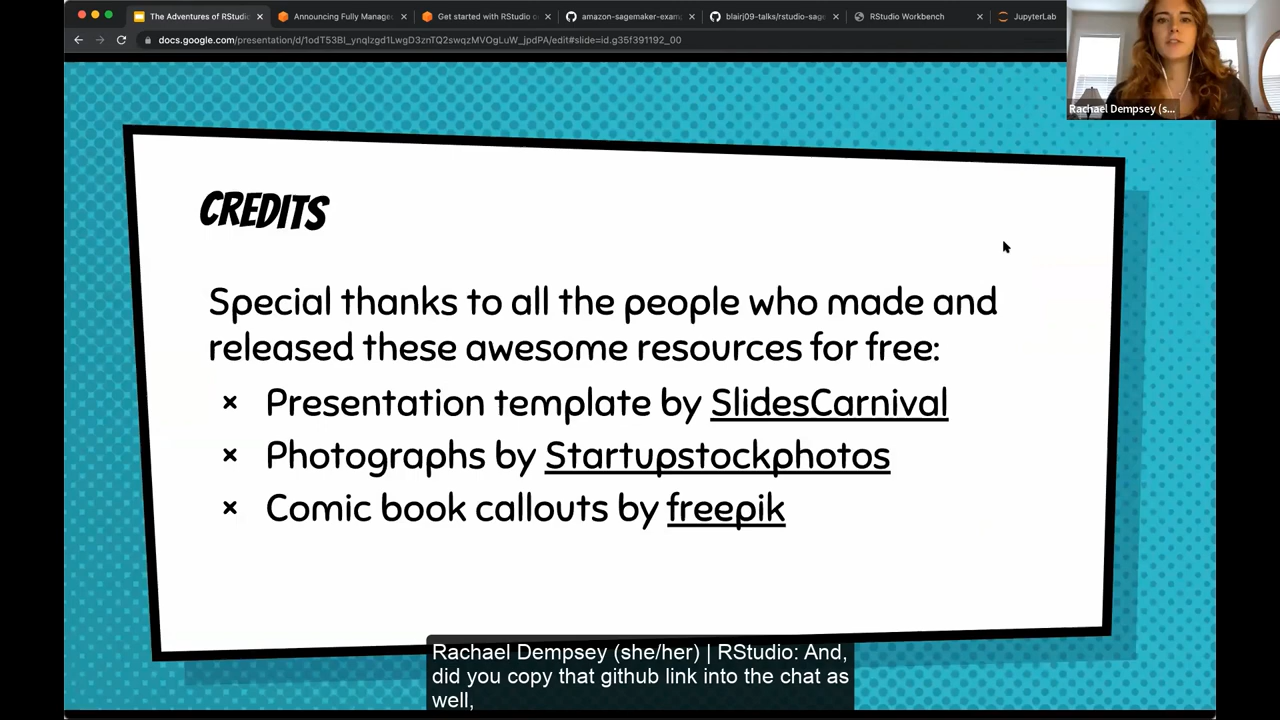 The Adventures of RStudi
Announcing Fully Manage
Get started with RStudio o
amazon-sagemaker-exam
blairj09-talks/rstudio-sage
RStudio Workbench
JupyterLab
docs.google.com/presentation/d/1odT53Bl_ynqlzgd1LwgD3znTQ2swqzMVOgLuW_jpdPA/edit#slide=id.g35f391192_00
Rachael Dempsey (s...
CREDITS
Special thanks to all the people who made and
released these awesome resources for free:
× Presentation template by SlidesCarnival
× Photographs by Startupstockphotos
× Comic book callouts by freepik
Rachael Dempsey (she/her) | RStudio: And,
did you copy that github link into the chat as
well,